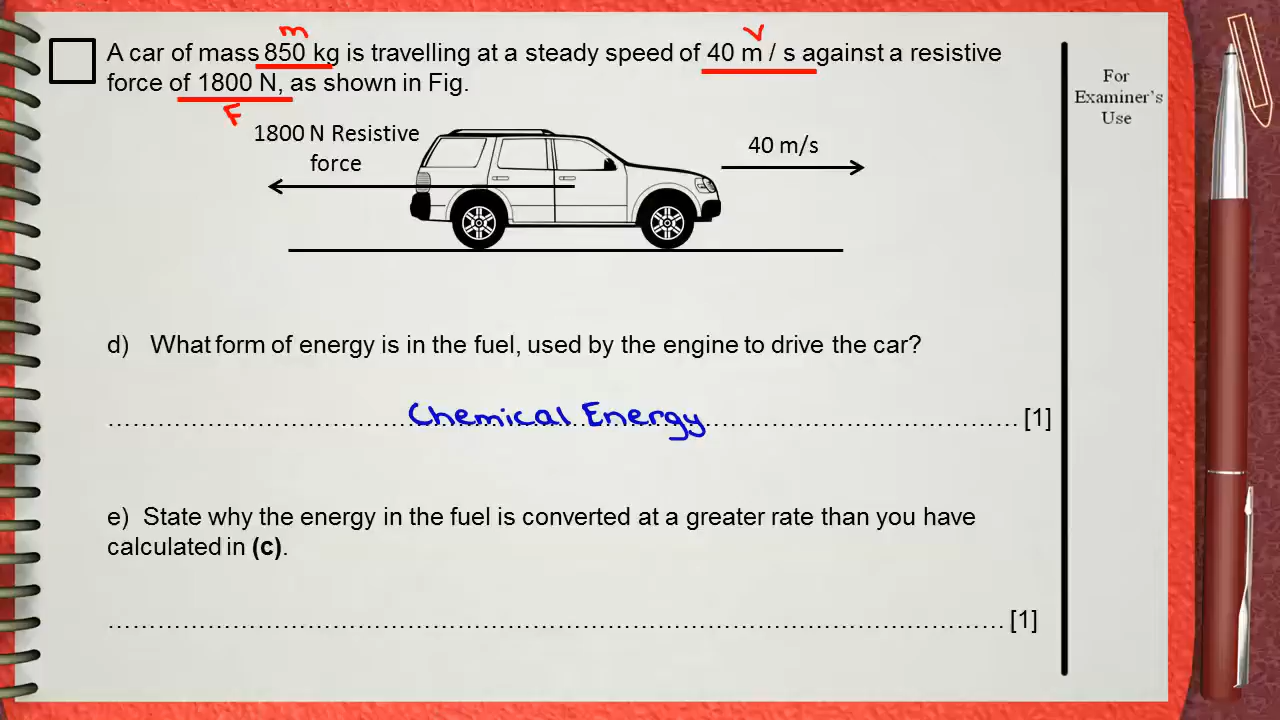 m
v
A car of mass 850 kg is travelling at a steady speed of 40 m / s against a resistive
force of 1800 N, as shown in Fig.
F
For
Examiner's
Use
1800 N Resistive
force
40 m/s
d) What form of energy is in the fuel, used by the engine to drive the car?
Chemical Energy
........................................................................................................ [1]
e) State why the energy in the fuel is converted at a greater rate than you have
calculated in (c).
........................................................................................................ [1]